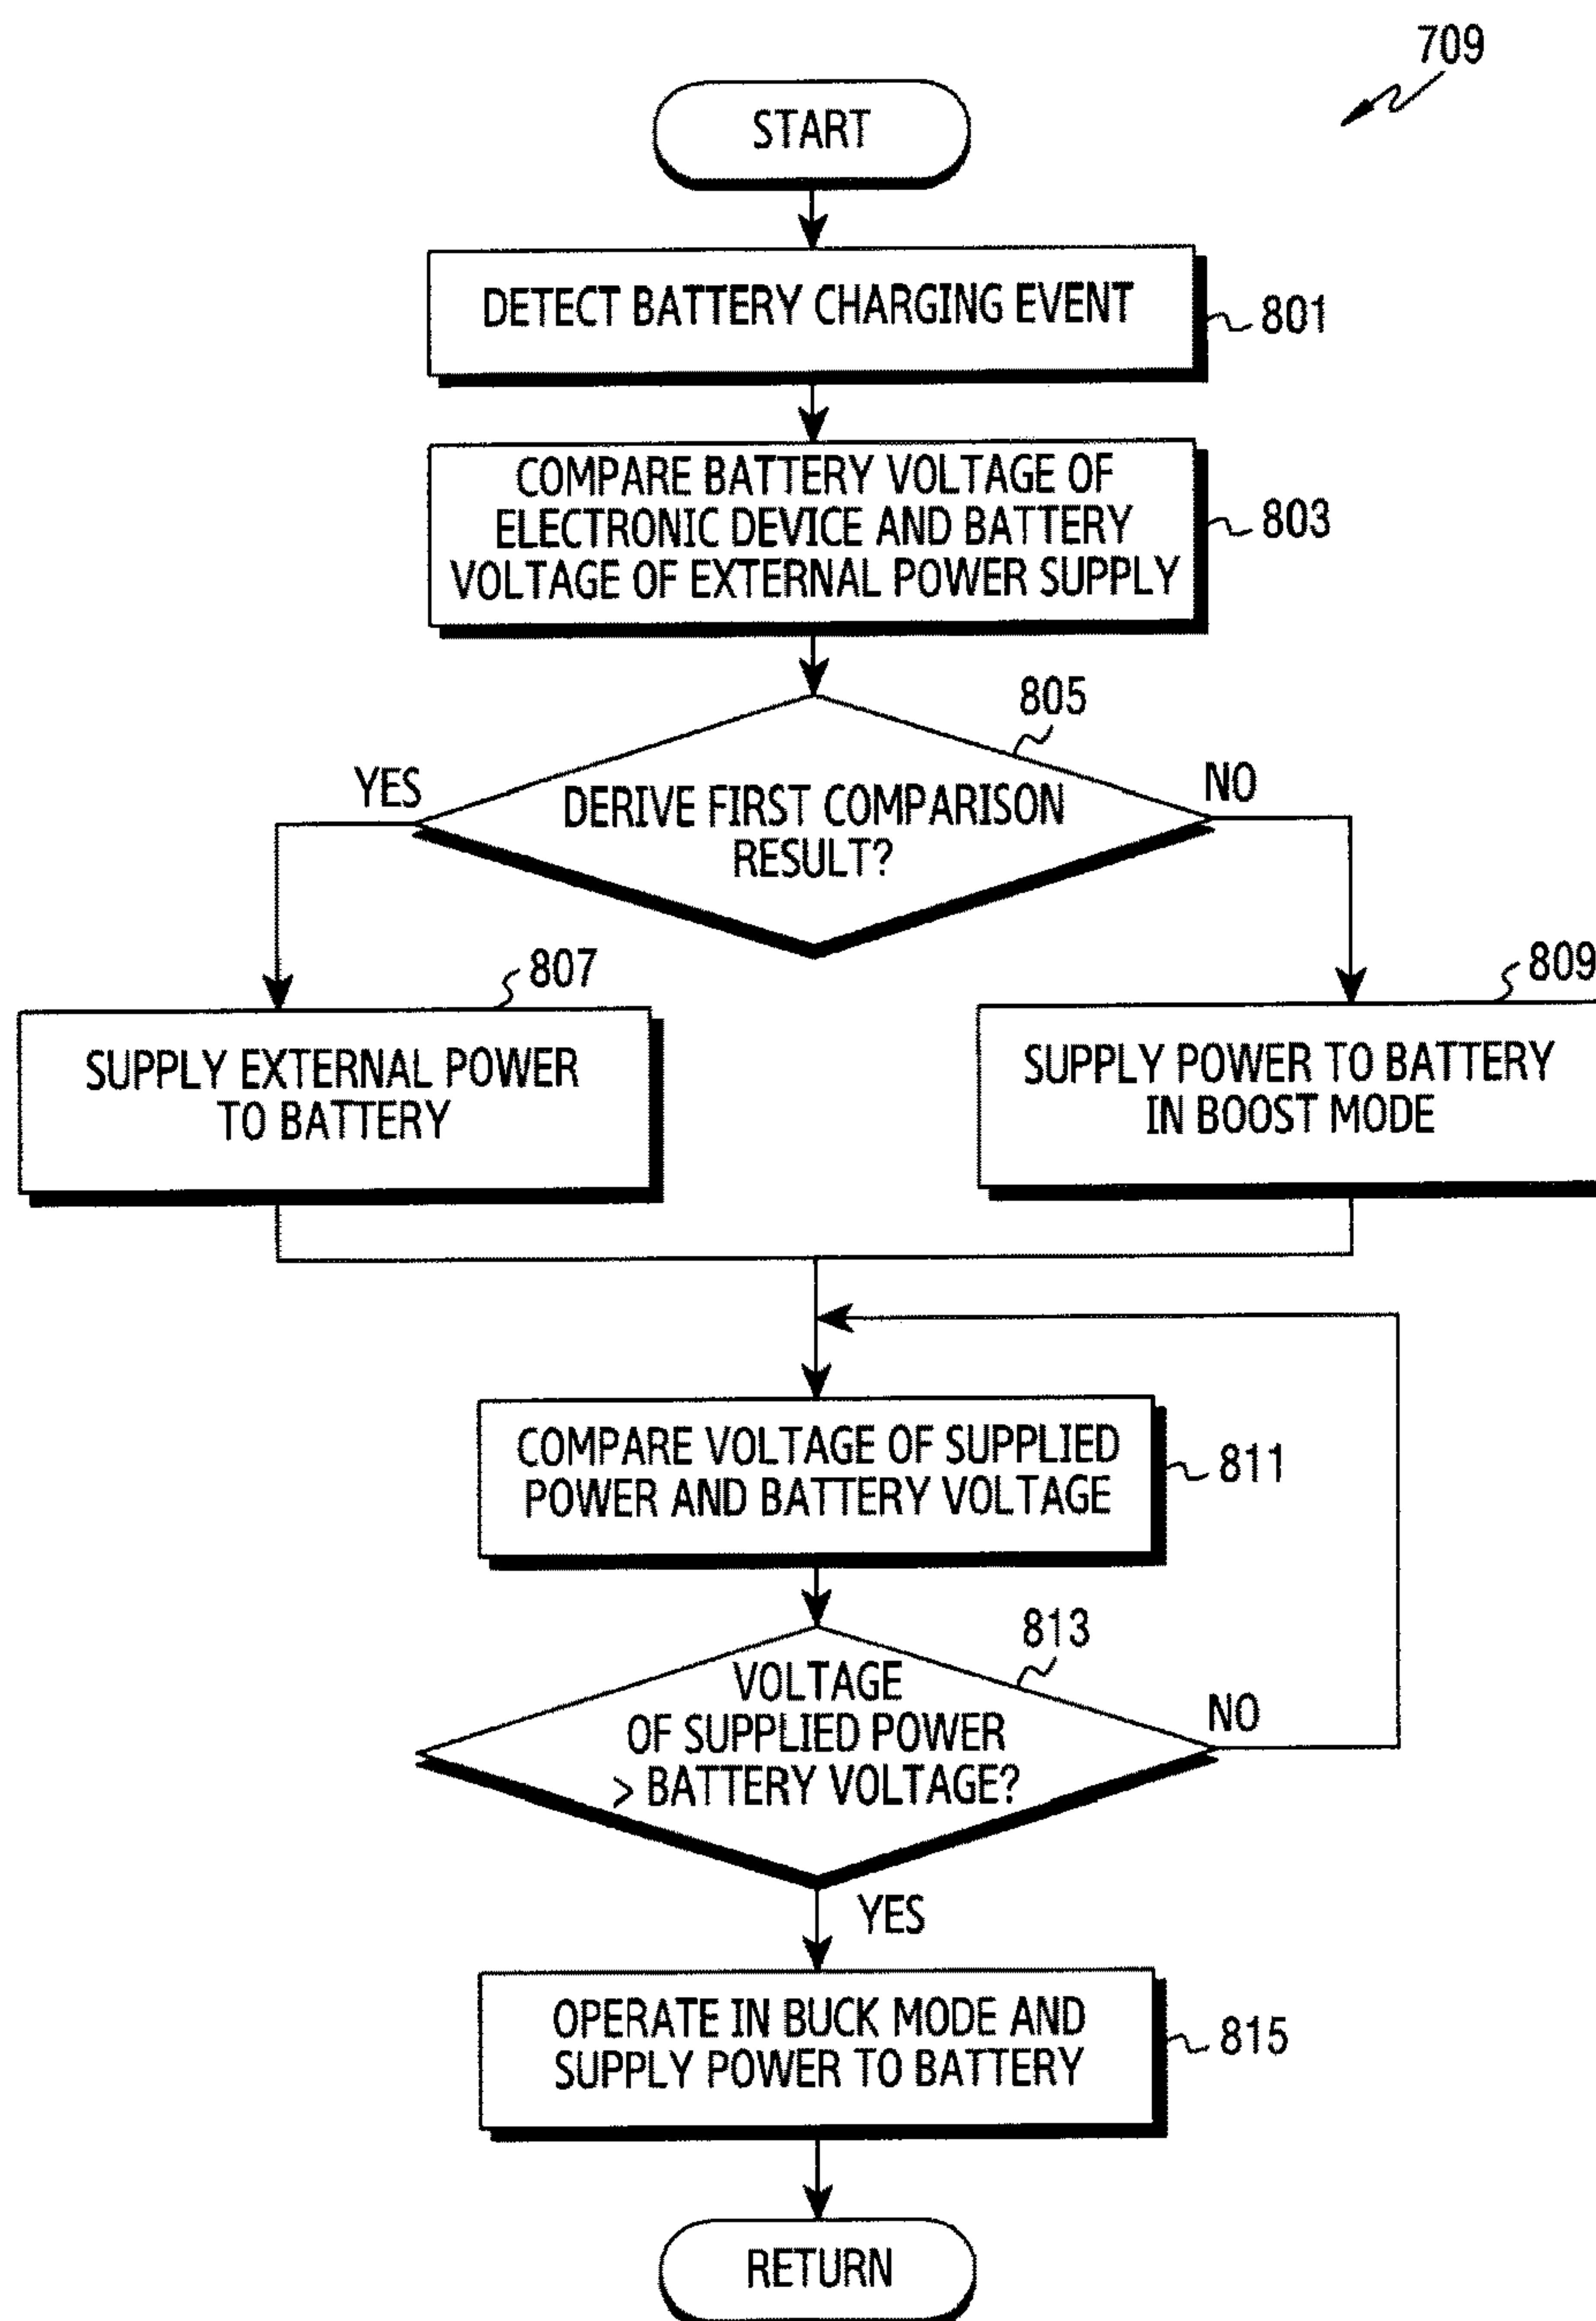 709
START
DETECT BATTERY CHARGING EVENT
801
COMPARE BATTERY VOLTAGE OF
ELECTRONIC DEVICE AND BATTERY
VOLTAGE OF EXTERNAL POWER SUPPLY
803
805
YES
NO
DERIVE FIRST COMPARISON
RESULT?
807
SUPPLY EXTERNAL POWER
TO BATTERY
809
SUPPLY POWER TO BATTERY
IN BOOST MODE
COMPARE VOLTAGE OF SUPPLIED
POWER AND BATTERY VOLTAGE
811
813
VOLTAGE
OF SUPPLIED POWER
> BATTERY VOLTAGE?
NO
YES
OPERATE IN BUCK MODE AND
SUPPLY POWER TO BATTERY
815
RETURN